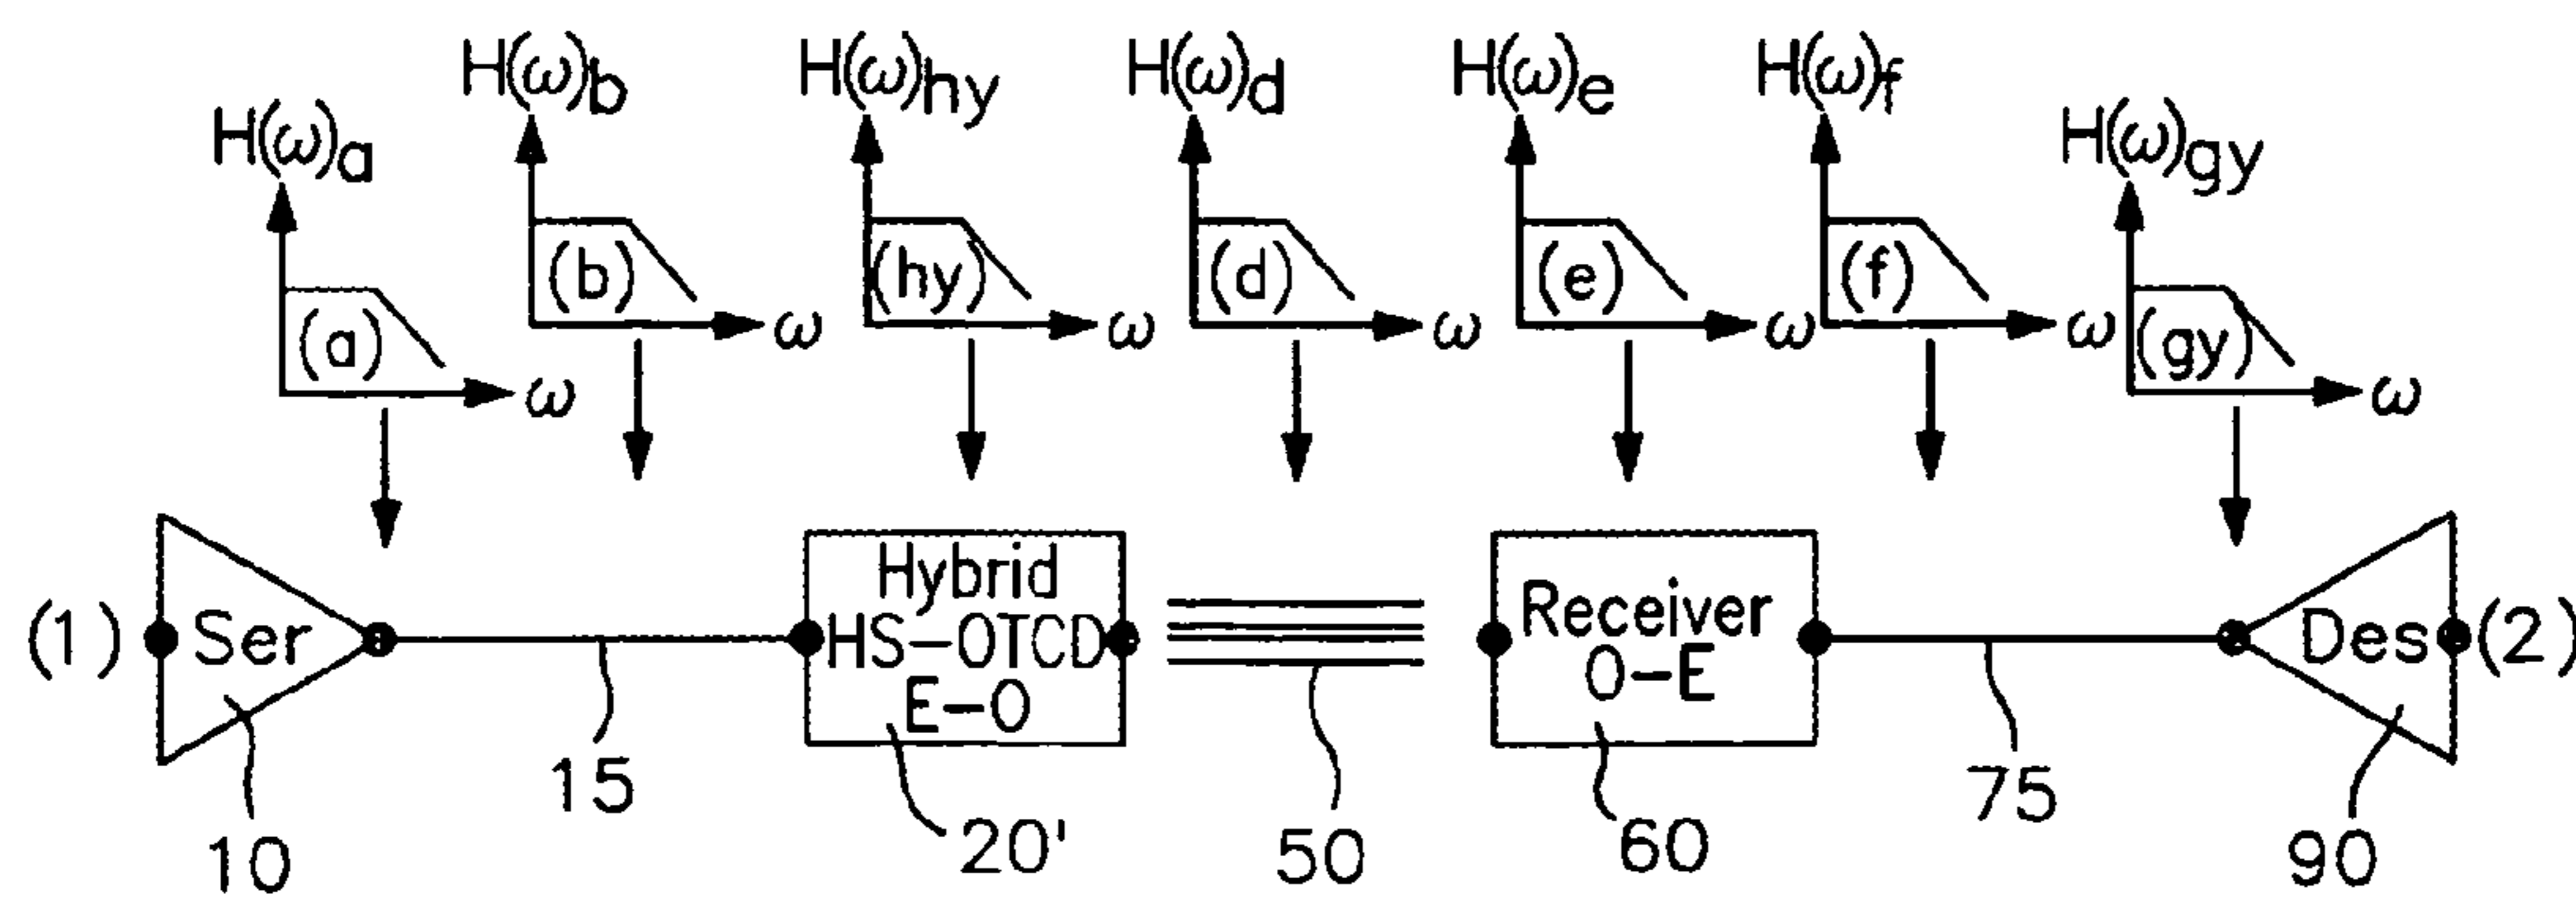 H(ω)a
H(ω)b
H(ω)hy
H(ω)d
H(ω)e
H(ω)f
H(ω)gy
(a)
(b)
(hy)
(d)
(e)
(f)
(gy)
ω
ω
ω
ω
ω
ω
ω
(1)
Ser
Hybrid
HS-OTCD
E-O
Receiver
O-E
Des
(2)
10
15
20'
50
60
75
90